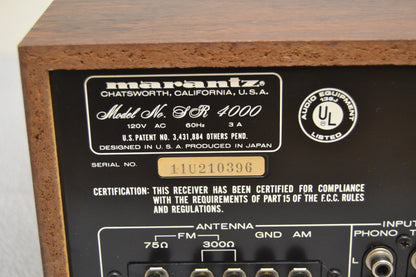 marantz
CHATSWORTH, CALIFORNIA, U.S.A.
Model No. SR 4000
120V AC 60Hz 3 A
U.S. PATENT NO. 3,431,884 OTHERS PEND.
DESIGNED IN U.S.A. PRODUCED IN JAPAN
AUDIO EQUIPMENT
138J
UL
LISTED
SERIAL NO. 11U210396
CERTIFICATION: THIS RECEIVER HAS BEEN CERTIFIED FOR COMPLIANCE
WITH THE REQUIREMENTS OF PART 15 OF THE F.C.C. RULES
AND REGULATIONS.
ANTENNA
FM GND AM
75Ω 300Ω
INPU
PHONO
L